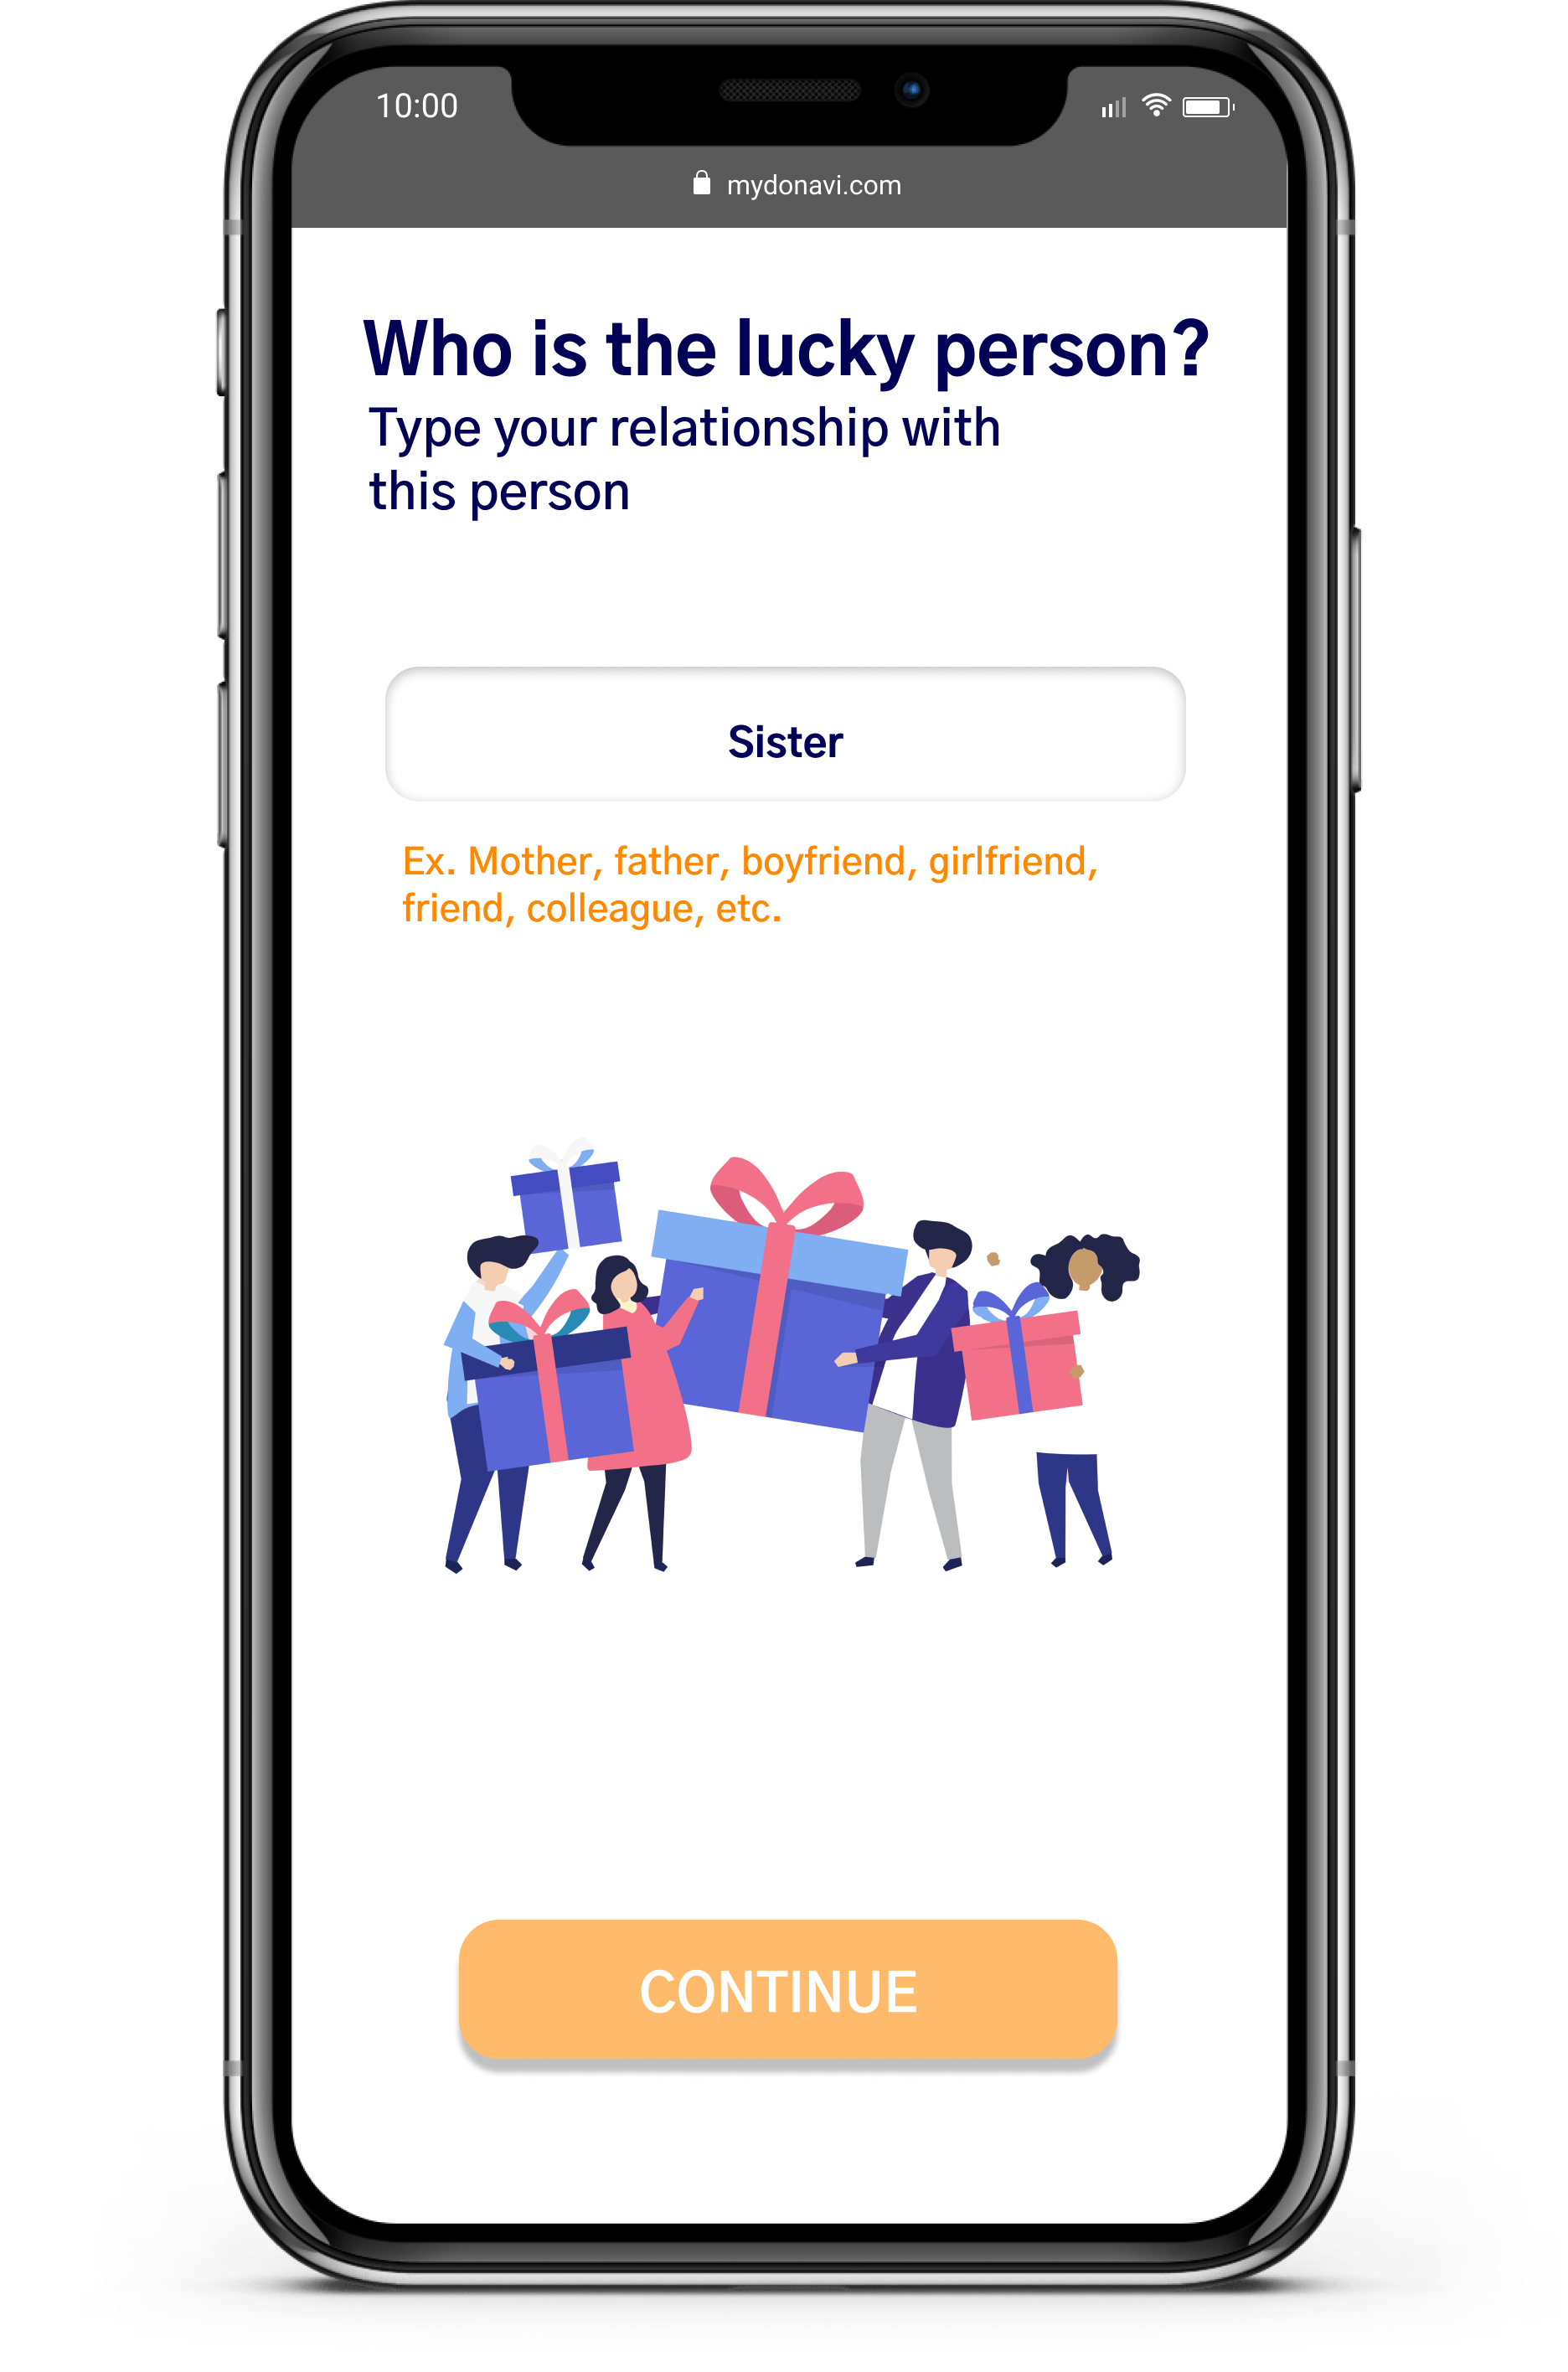 10:00
mydonavi.com
Who is the lucky person?
Type your relationship with
this person
Sister
Ex. Mother, father, boyfriend, girlfriend,
friend, colleague, etc.
CONTINUE